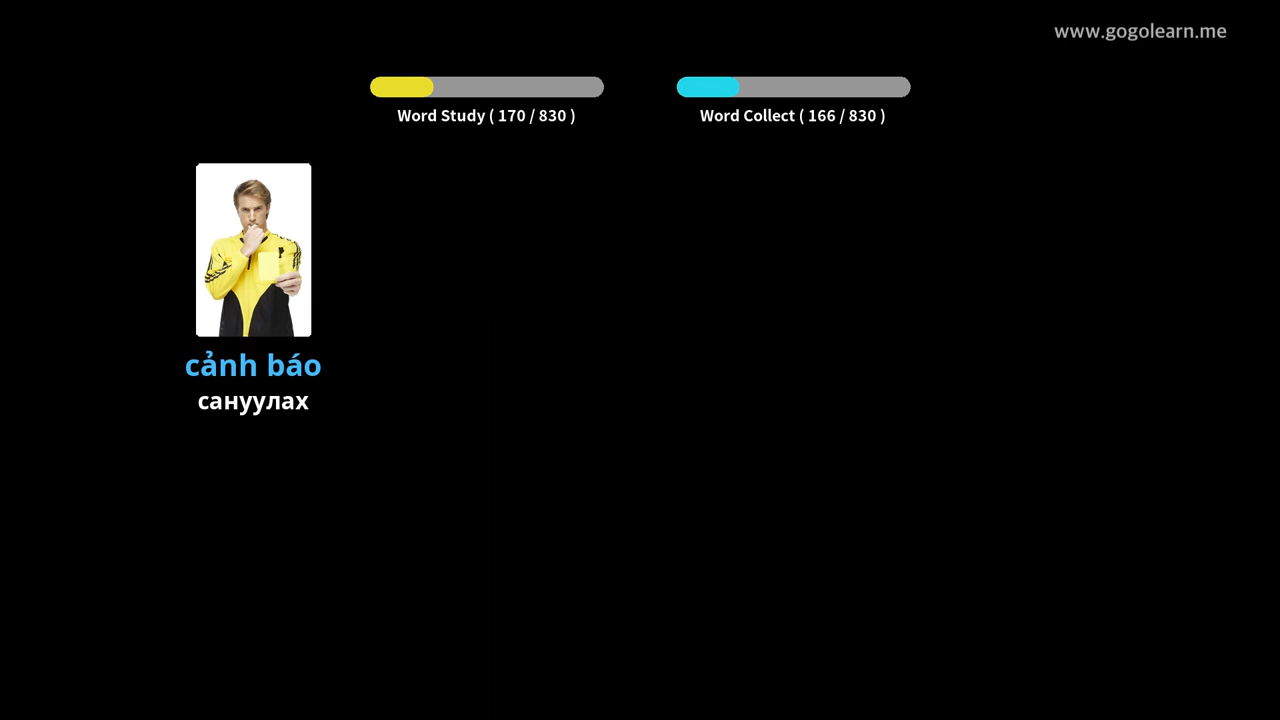 www.gogolearn.me
Word Study ( 170 / 830 )
Word Collect ( 166 / 830 )
cảnh báo
сануулах